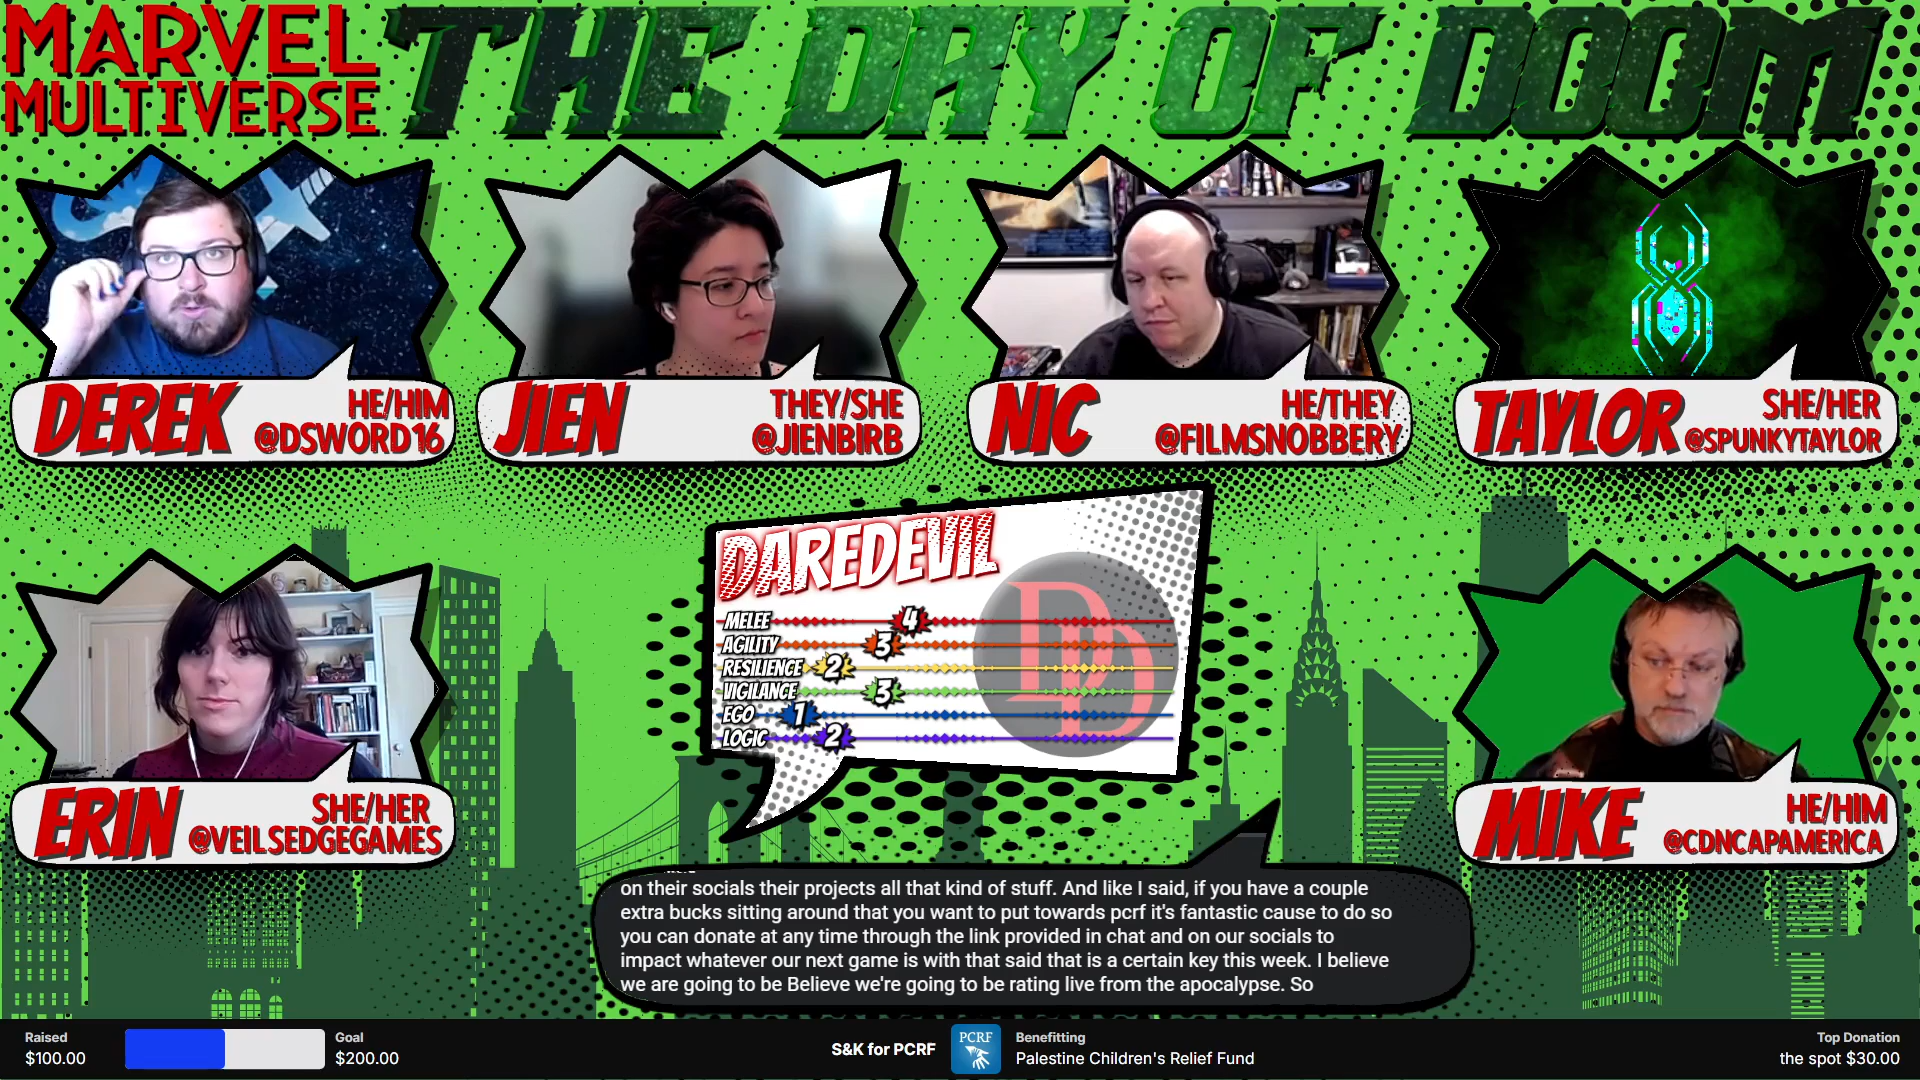 MARVEL
MULTIVERSE
THE DAY OF DOOM
DEREK
HE/HIM
@DSWORD16
JIEN
THEY/SHE
@JIENBIRB
NIC
HE/THEY
@FILMSNOBBERY
TAYLOR
SHE/HER
@SPUNKYTAYLOR
ERIN
SHE/HER
@VEILSEDGEGAMES
DAREDEVIL
DD
MELEE 4
AGILITY 3
RESILIENCE 2
VIGILANCE 3
EGO 1
LOGIC 2
MIKE
HE/HIM
@CDNCAPAMERICA
on their socials their projects all that kind of stuff. And like I said, if you have a couple
extra bucks sitting around that you want to put towards pcrf it's fantastic cause to do so
you can donate at any time through the link provided in chat and on our socials to
impact whatever our next game is with that said that is a certain key this week. I believe
we are going to be Believe we're going to be rating live from the apocalypse. So
Raised
$100.00
Goal
$200.00
S&K for PCRF
PCRF
Benefitting
Palestine Children's Relief Fund
Top Donation
the spot $30.00